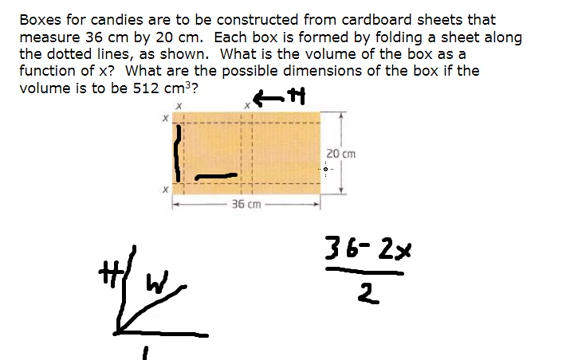 Boxes for candies are to be constructed from cardboard sheets that
measure 36 cm by 20 cm.  Each box is formed by folding a sheet along
the dotted lines, as shown.  What is the volume of the box as a
function of x?  What are the possible dimensions of the box if the
volume is to be 512 cm³?
x x ← H
x
20 cm
x
36 cm
36-2x
2
H W
L